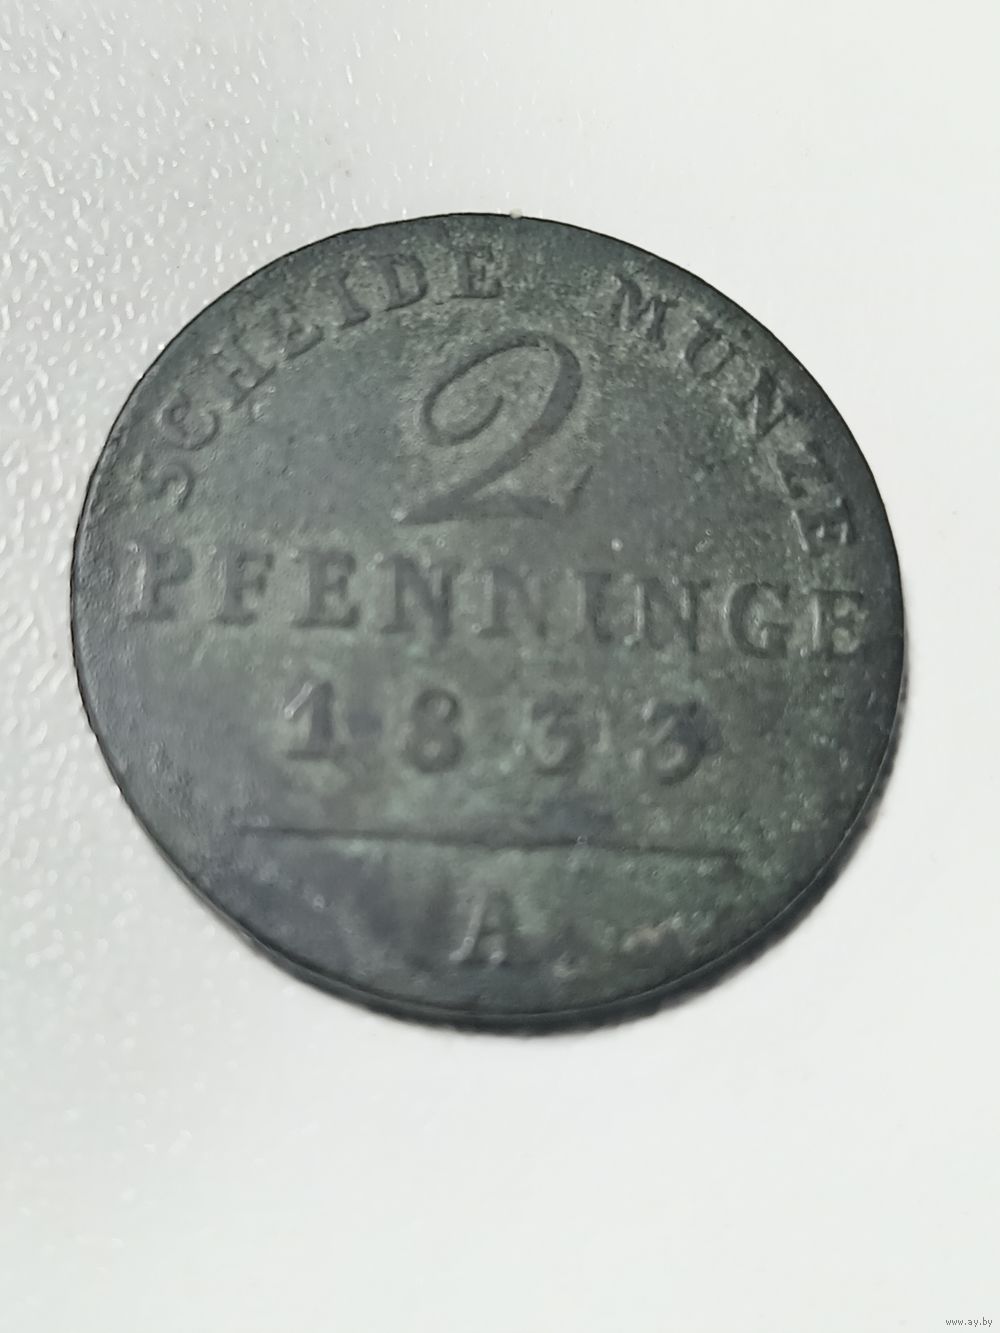 SCHEIDE MÜNZE
2
PFENNINGE
1833
A
www.ay.by